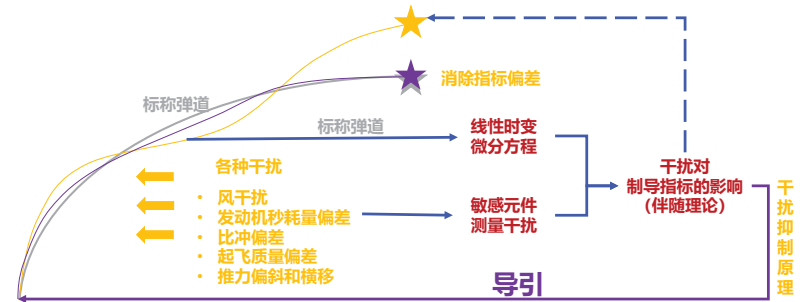 消除指标偏差
标称弹道
标称弹道
线性时变
微分方程
各种干扰
• 风干扰
• 发动机秒耗量偏差
• 比冲偏差
• 起飞质量偏差
• 推力偏斜和横移
敏感元件
测量干扰
干扰对
制导指标的影响
（伴随理论）
干扰抑制原理
导引